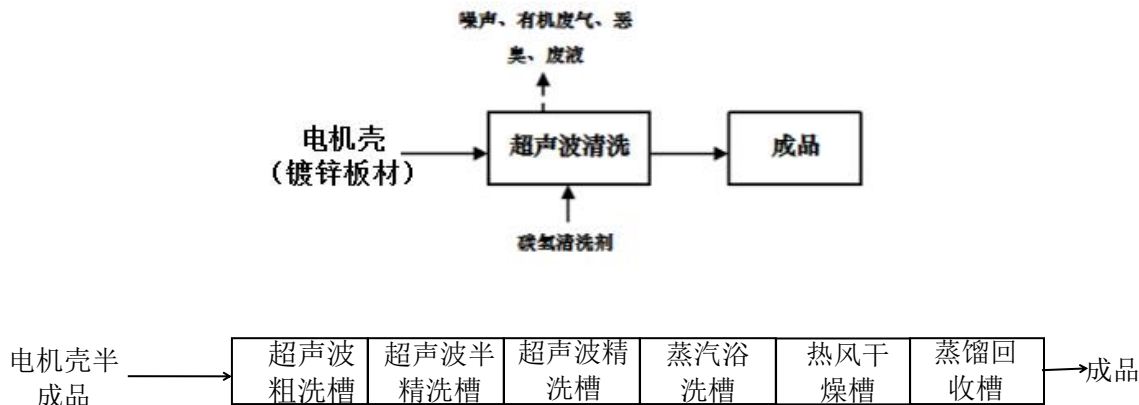 噪声、有机废气、恶
臭、废液
电机壳
（镀锌板材）
超声波清洗
成品
碳氢清洗剂
电机壳半
成品
超声波
粗洗槽
超声波半
精洗槽
超声波精
洗槽
蒸汽浴
洗槽
热风干
燥槽
蒸馏回
收槽
成品